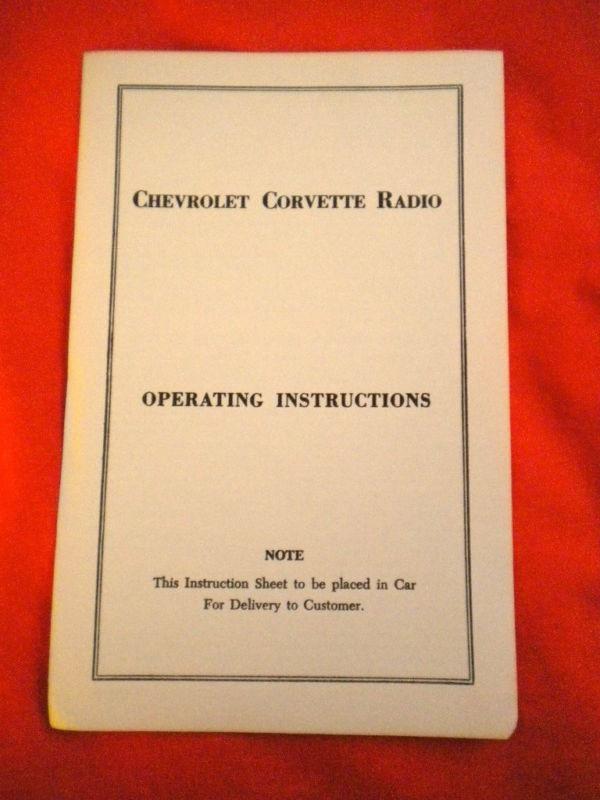 Chevrolet Corvette Radio
OPERATING INSTRUCTIONS
NOTE
This Instruction Sheet to be placed in Car
For Delivery to Customer.